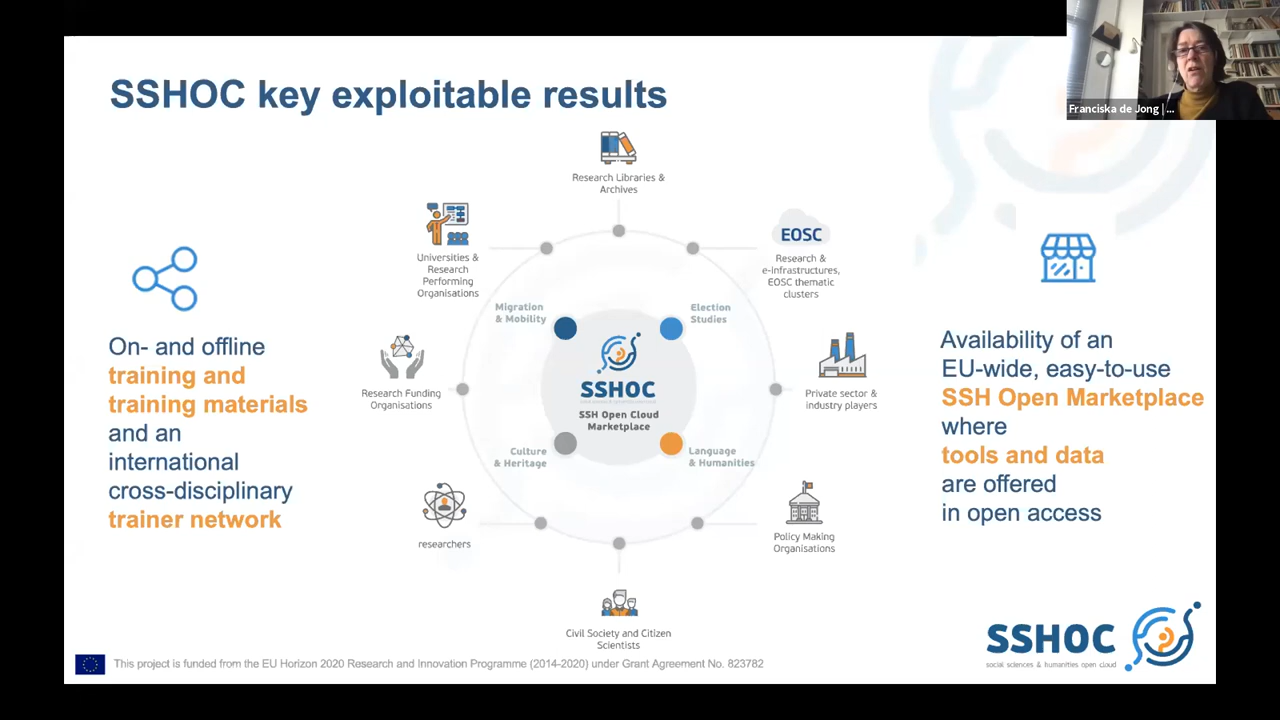 SSHOC key exploitable results
Franciska de Jong | ...
On- and offline
training and
training materials
and an
international
cross-disciplinary
trainer network
Research Libraries &
Archives
Universities &
Research
Performing
Organisations
EOSC
Research &
e-infrastructures,
EOSC thematic
clusters
Migration
& Mobility
Election
Studies
SSHOC
SSH Open Cloud
Marketplace
Research Funding
Organisations
Private sector &
industry players
Culture
& Heritage
Language
& Humanities
researchers
Policy Making
Organisations
Civil Society and Citizen
Scientists
Availability of an
EU-wide, easy-to-use
SSH Open Marketplace
where
tools and data
are offered
in open access
This project is funded from the EU Horizon 2020 Research and Innovation Programme (2014-2020) under Grant Agreement No. 823782
SSHOC
social sciences & humanities open cloud